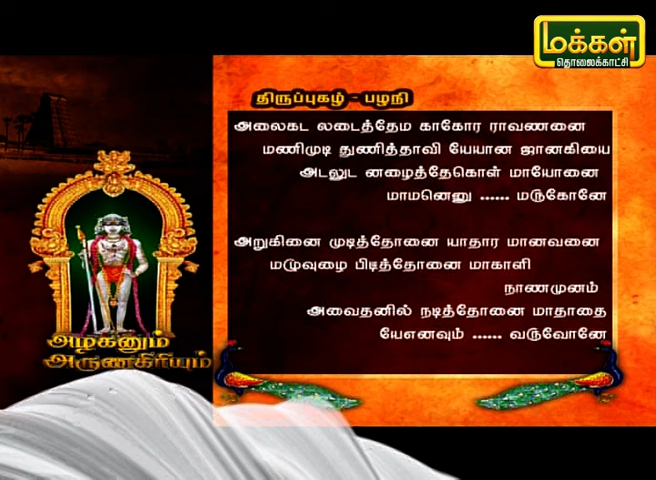 மக்கள்
தொலைக்காட்சி
திருப்புகழ் - பழநி
அலைகட லடைத்தேம காகோர ராவணனை
மணிமுடி துணித்தாவி யேயான ஜானகியை
அடலுட னழைத்தேகொள் மாயோனை
மாமனெனு ...... மருகோனே
அறுகினை முடித்தோனை யாதார மானவனை
மழுவுழை பிடித்தோனை மாகாளி
நாணமுனம்
அவைதனில் நடித்தோனை மாதாதை
யேஎனவும் ...... வருவோனே
அழகனும்
அருணகிரியும்